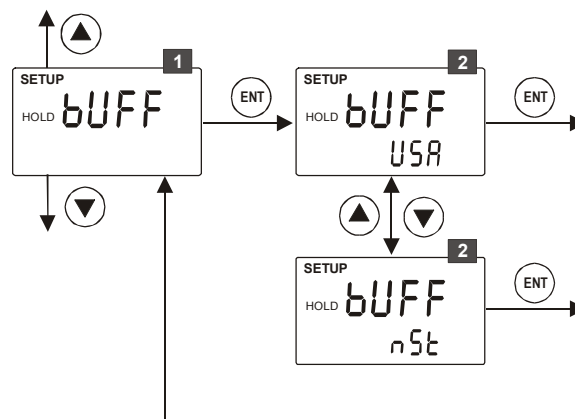 1
SETUP
HOLD bUFF
ENT
2
SETUP
HOLD bUFF
USA
ENT
2
SETUP
HOLD bUFF
nSt
ENT